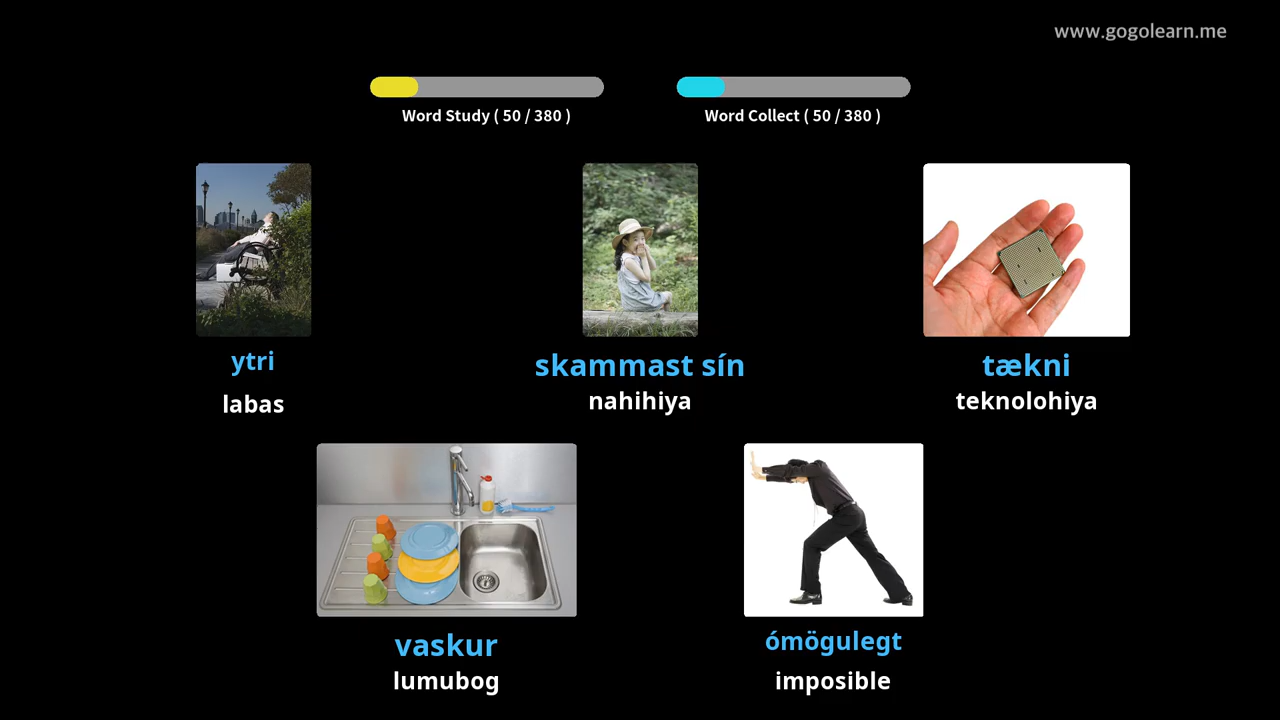 www.gogolearn.me
Word Study ( 50 / 380 )
Word Collect ( 50 / 380 )
ytri
labas
skammast sín
nahihiya
tækni
teknolohiya
vaskur
lumubog
ómögulegt
imposible